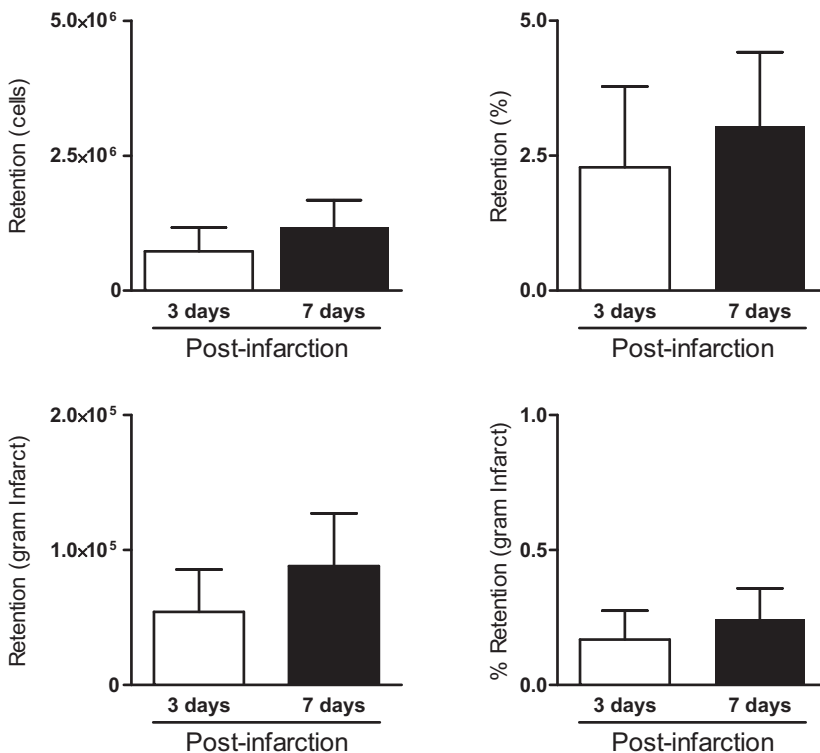 Retention (cells)
5.0×10⁶
2.5×10⁶
0
3 days 7 days
Post-infarction
Retention (%)
5.0
2.5
0.0
3 days 7 days
Post-infarction
Retention (gram Infarct)
2.0×10⁵
1.0×10⁵
0
3 days 7 days
Post-infarction
% Retention (gram Infarct)
1.0
0.5
0.0
3 days 7 days
Post-infarction